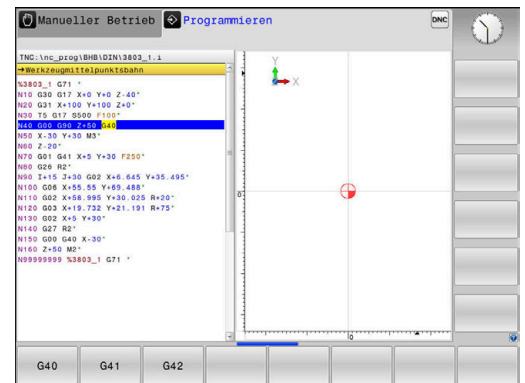 Manueller Betrieb
Programmieren
DNC
TNC:\nc_prog\BHB\DIN\3803_1.i
→Werkzeugmittelpunktsbahn
%3803_1 G71 *
N10 G30 G17 X+0 Y+0 Z-40*
N20 G31 X+100 Y+100 Z+0*
N30 T5 G17 S500 F100*
N40 G00 G90 Z+50 G40
N50 X-30 Y+30 M3*
N60 Z-20*
N70 G01 G41 X+5 Y+30 F250*
N80 G26 R2*
N90 I+15 J+30 G02 X+6.645 Y+35.495*
N100 G06 X+55.55 Y+69.488*
N110 G02 X+58.995 Y+30.025 R+20*
N120 G03 X+19.732 Y+21.191 R+75*
N130 G02 X+5 Y+30*
N140 G27 R2*
N150 G00 G40 X-30*
N160 Z+50 M2*
N99999999 %3803_1 G71 *
Y
X
0
0
G40
G41
G42